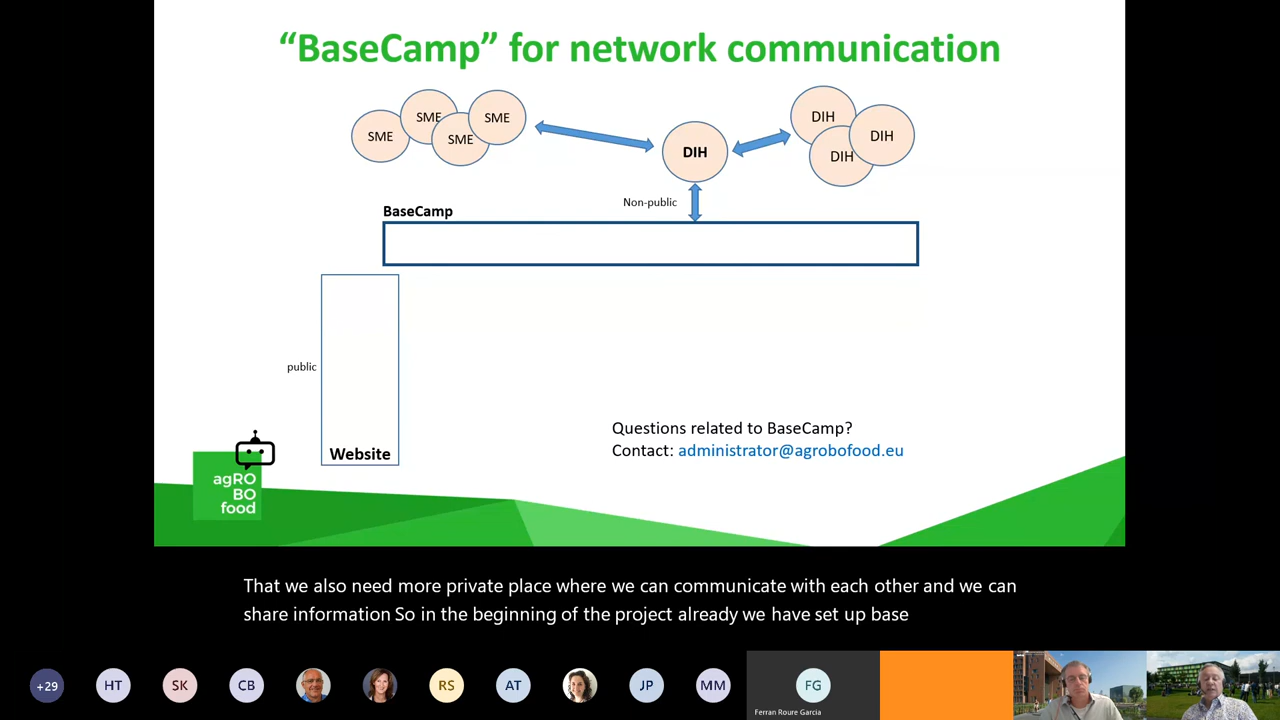 “BaseCamp” for network communication
SME
SME
SME
SME
DIH
DIH
DIH
DIH
Non-public
BaseCamp
public
Website
Questions related to BaseCamp?
Contact: administrator@agrobofood.eu
agRO
BO
food
That we also need more private place where we can communicate with each other and we can
share information So in the beginning of the project already we have set up base
+29
HT
SK
CB
RS
AT
JP
MM
FG
Ferran Roure Garcia